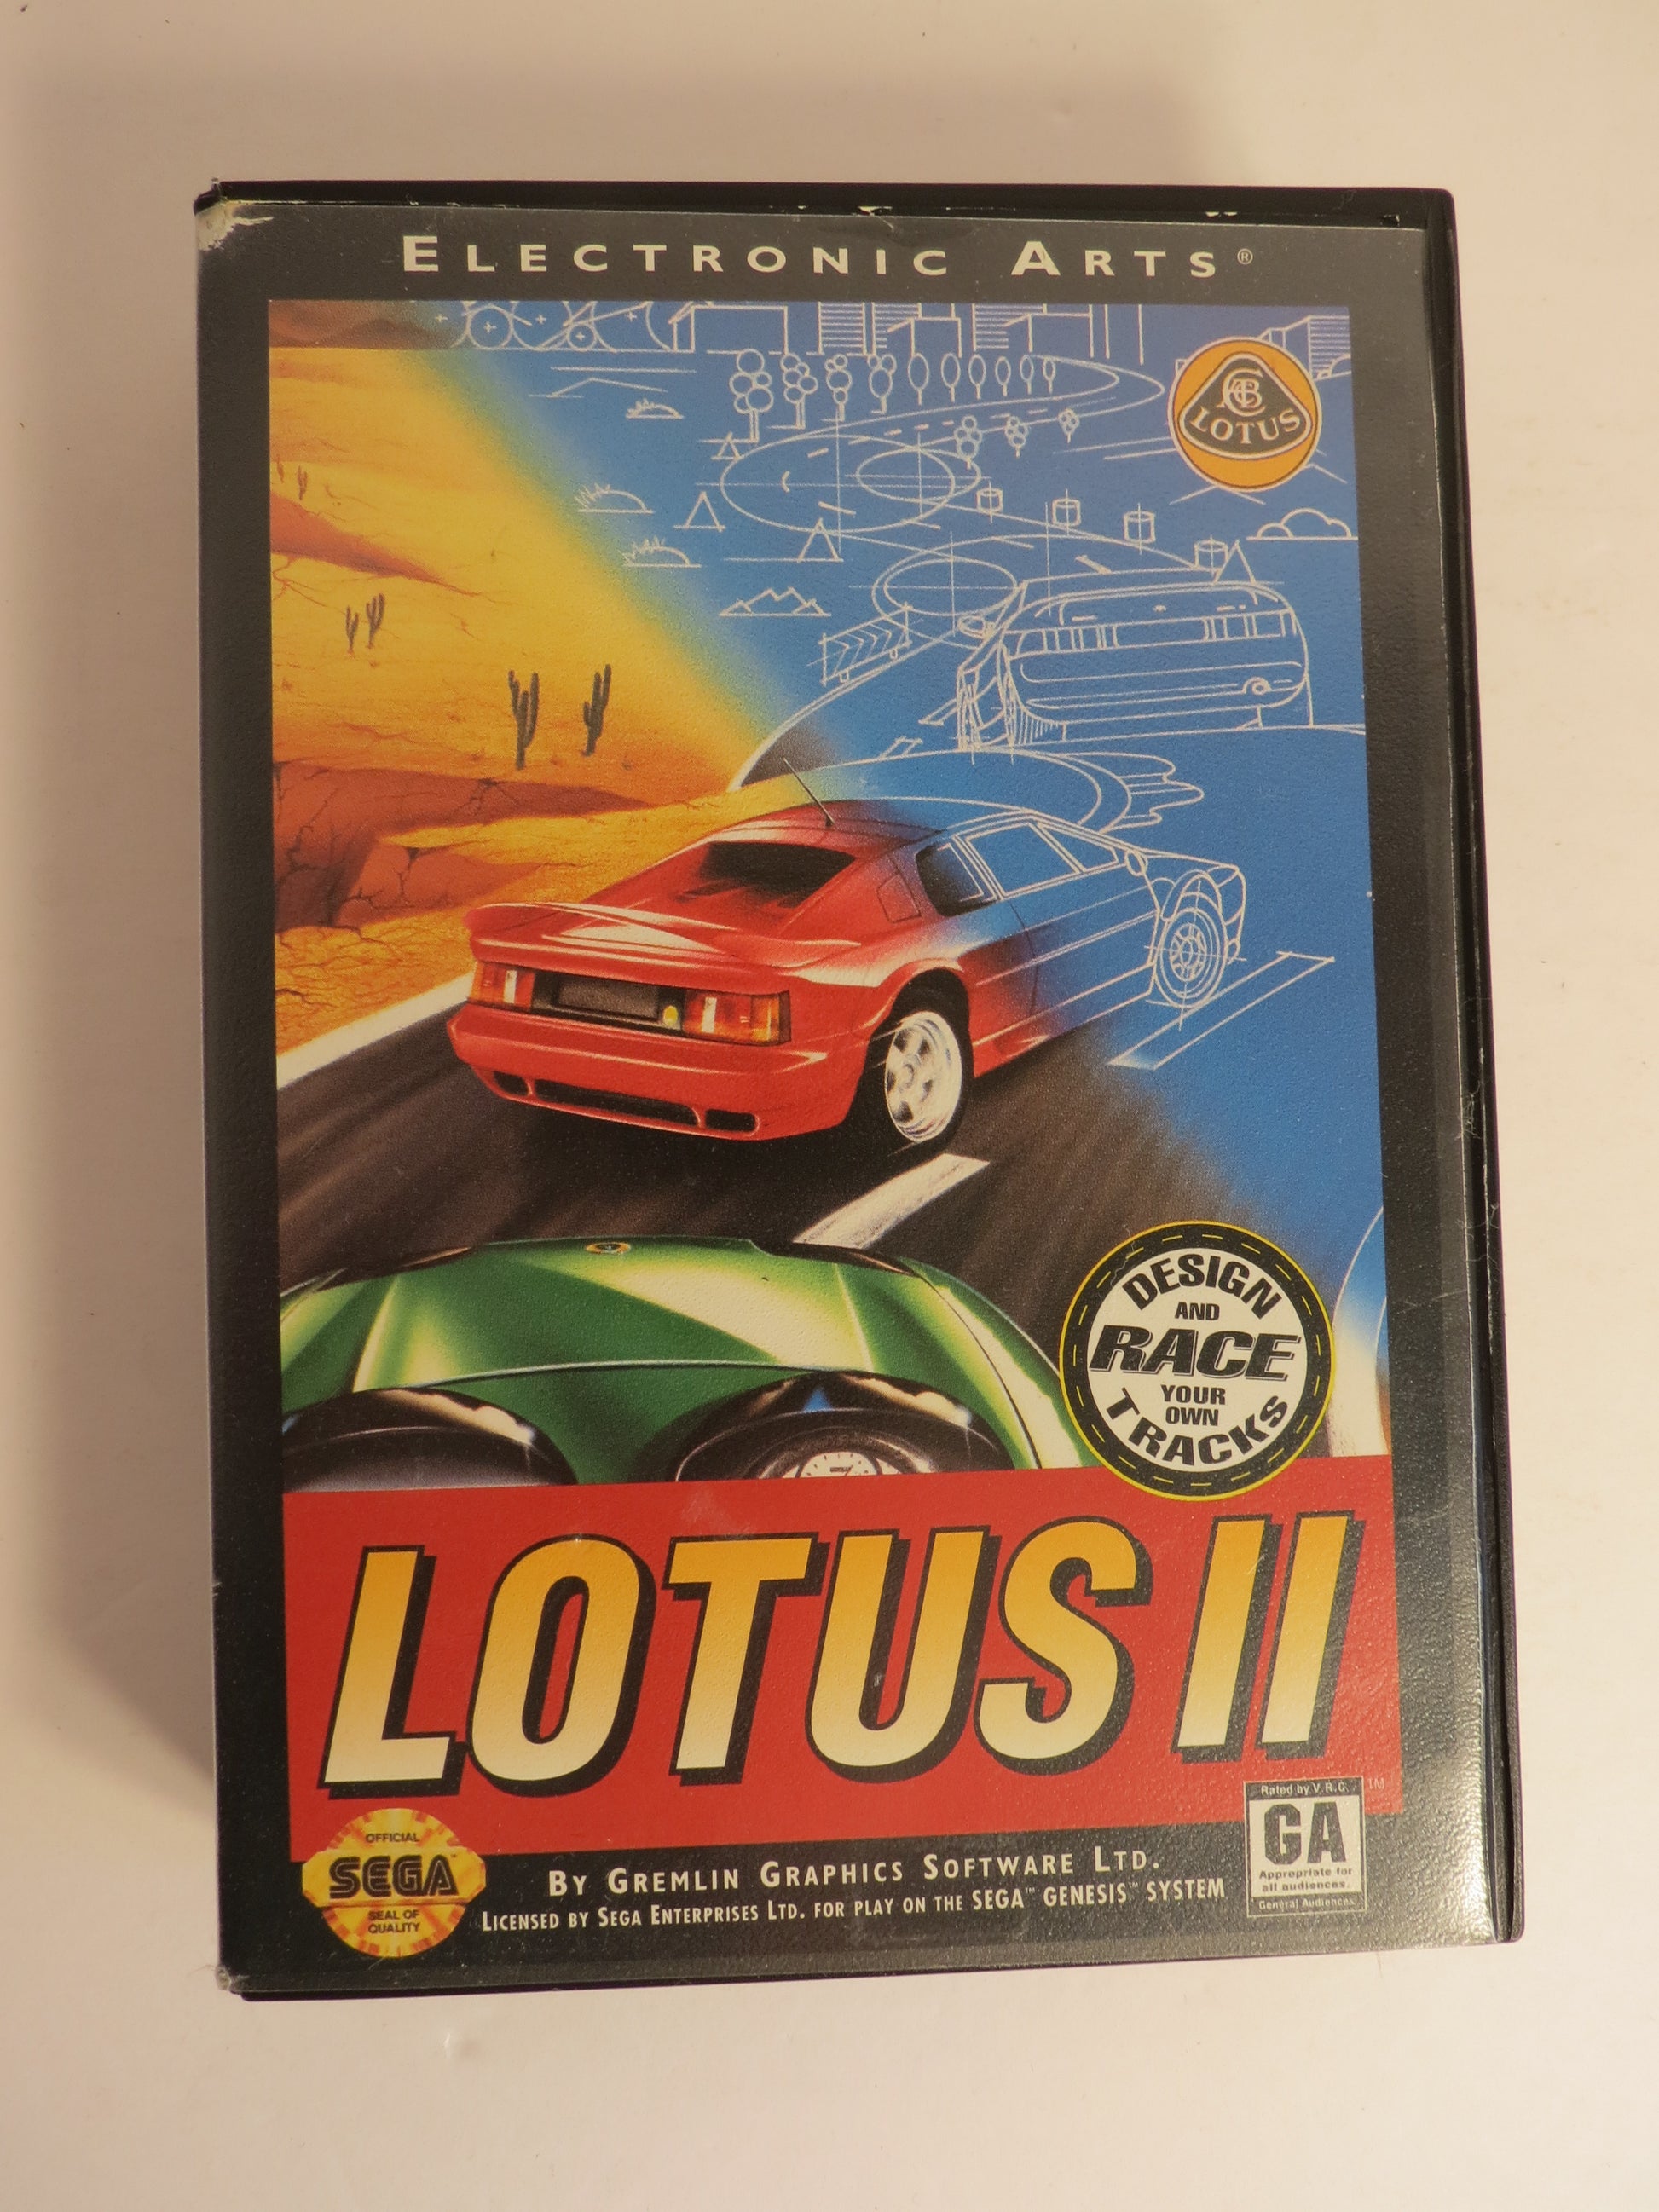 ELECTRONIC ARTS®
LOTUS
DESIGN
AND
RACE
YOUR
OWN
TRACKS
LOTUS II
TM
Rated by V.R.C.
GA
Appropriate for
all audiences.
General Audiences
OFFICIAL
SEGA™
SEAL OF
QUALITY
BY GREMLIN GRAPHICS SOFTWARE LTD.
LICENSED BY SEGA ENTERPRISES LTD. FOR PLAY ON THE SEGA™ GENESIS™ SYSTEM